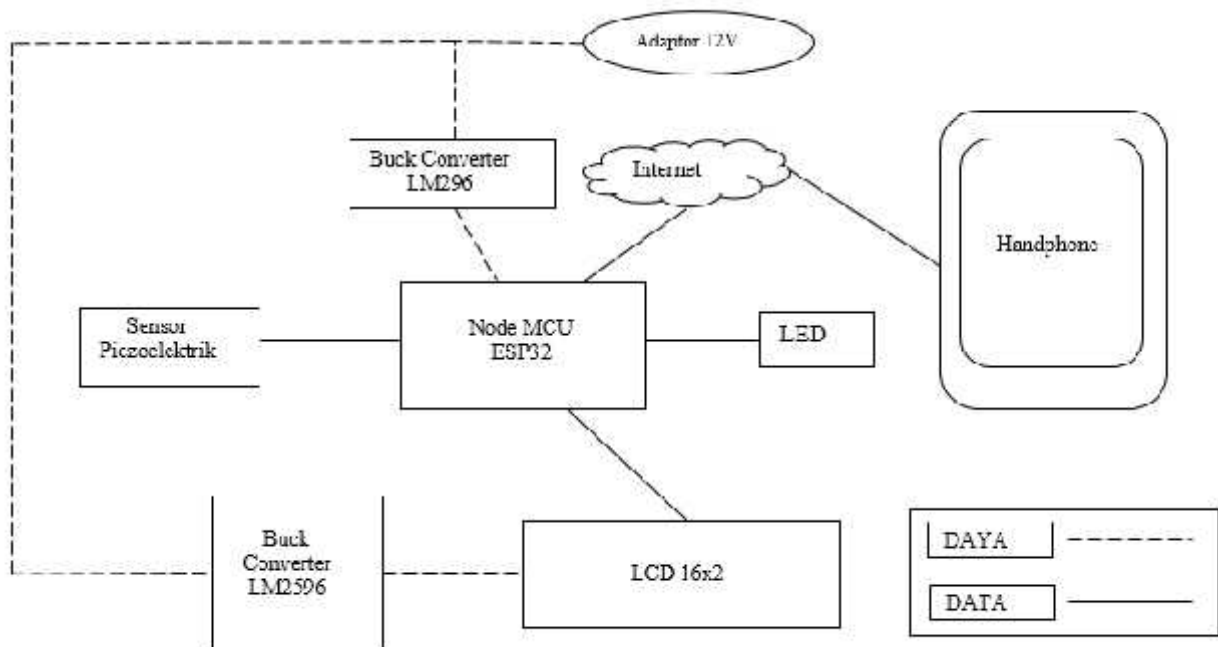 Adaptor 12V
Buck Converter
LM296
Internet
Handphone
Sensor
Piezoelektrik
Node MCU
ESP32
LED
Buck
Converter
LM2596
LCD 16x2
DAYA
DATA